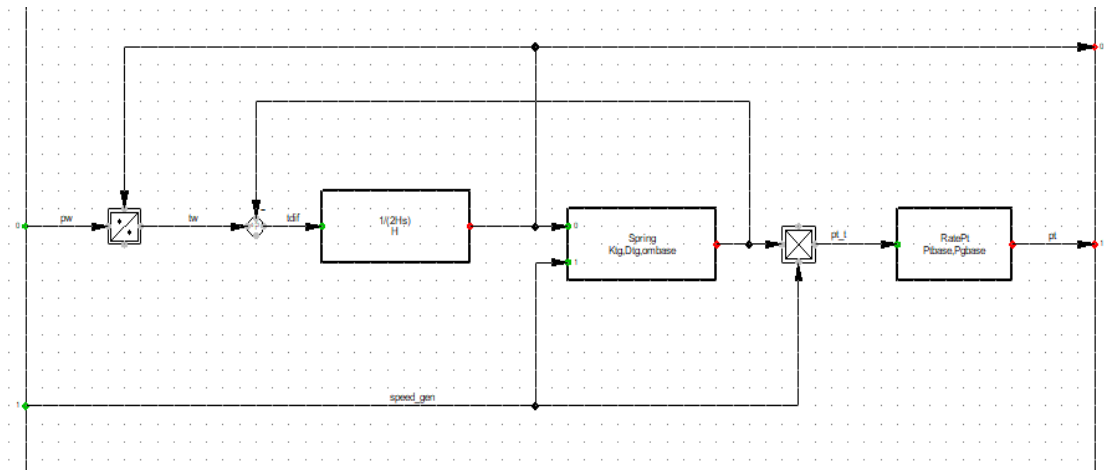 0
0
pw
tw
-
tdif
1/(2Hs)
H
0
1
Spring
Ktg,Dtg,ombase
pt_t
RatePt
Ptbase,Pgbase
pt
1
1
speed_gen